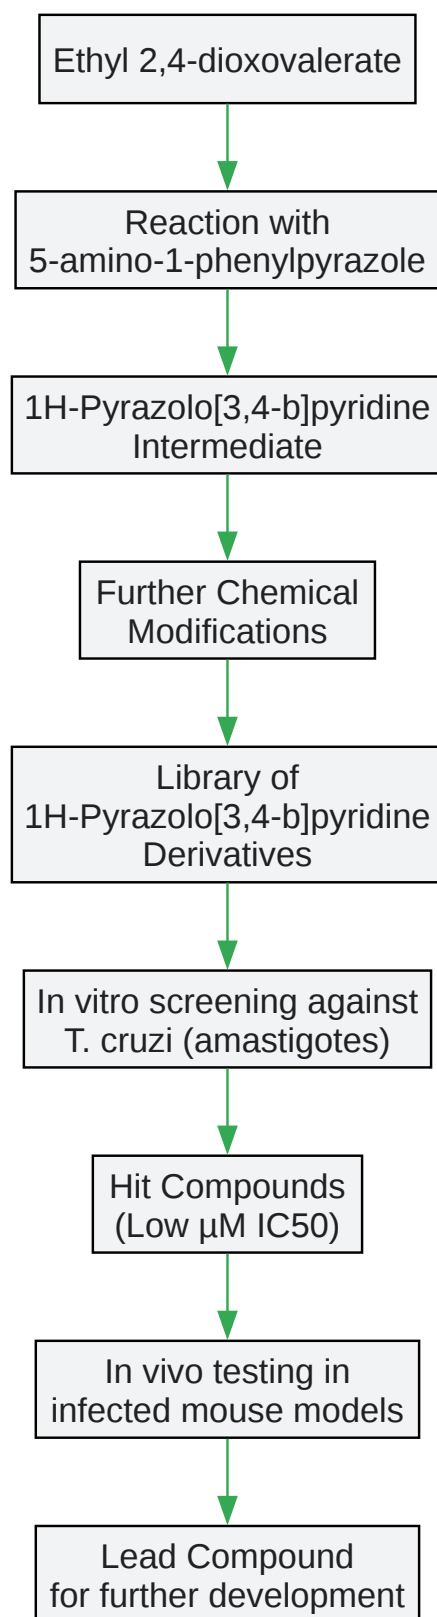 Ethyl 2,4-dioxovalerate
Reaction with
5-amino-1-phenylpyrazole
1H-Pyrazolo[3,4-b]pyridine
Intermediate
Further Chemical
Modifications
Library of
1H-Pyrazolo[3,4-b]pyridine
Derivatives
In vitro screening against
T. cruzi (amastigotes)
Hit Compounds
(Low µM IC50)
In vivo testing in
infected mouse models
Lead Compound
for further development